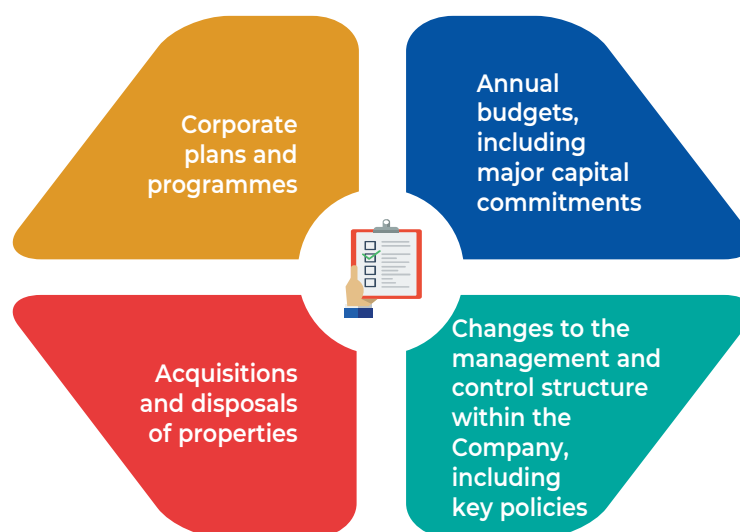 Corporate
plans and
programmes
Annual
budgets,
including
major capital
commitments
Acquisitions
and disposals
of properties
Changes to the
management and
control structure
within the
Company,
including
key policies